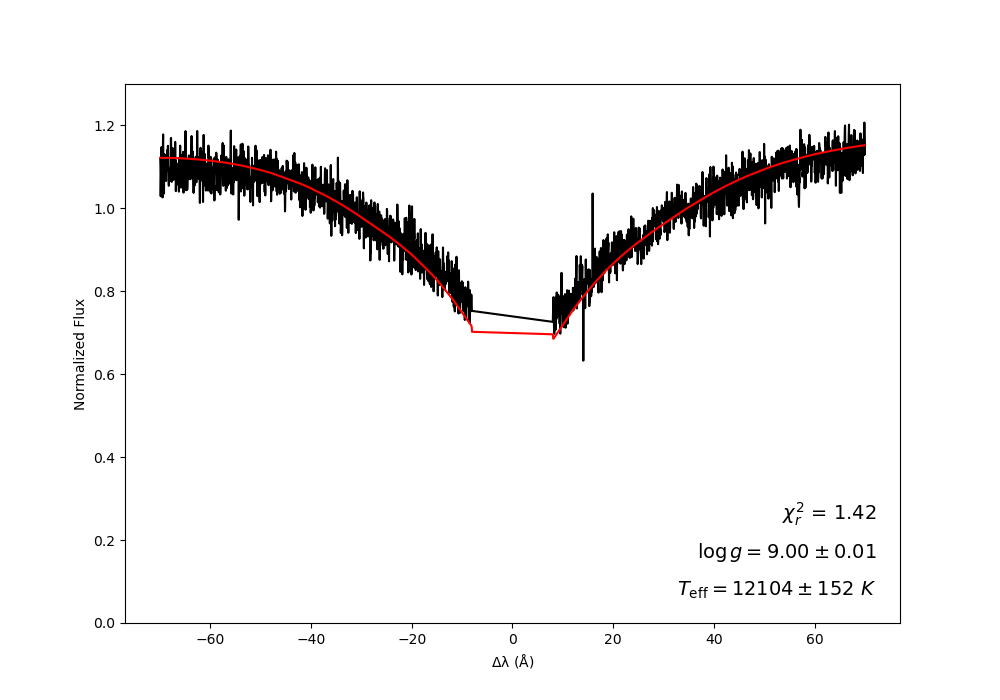 1.2
1.0
0.8
0.6
0.4
0.2
0.0
Normalized Flux
χ²ᵣ = 1.42
log g = 9.00 ± 0.01
T_eff = 12104 ± 152 K
−60 −40 −20 0 20 40 60
Δλ (Å)